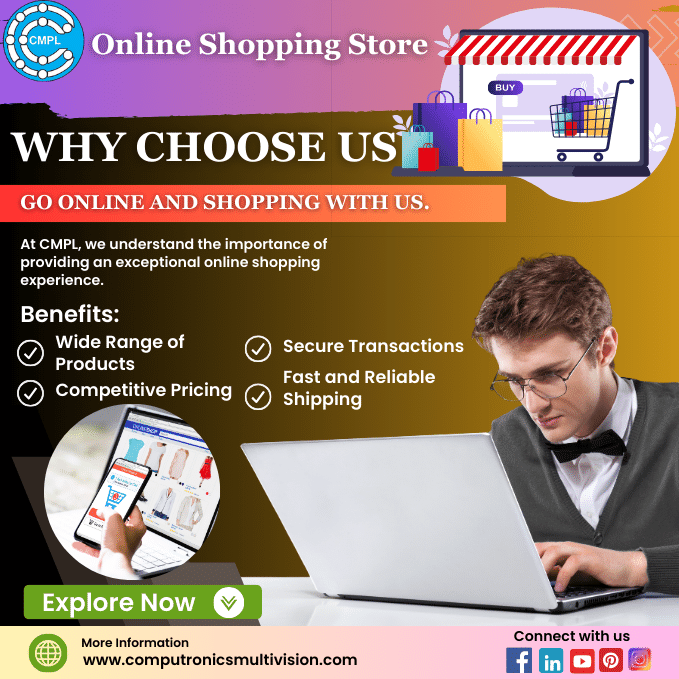 CMPL
Online Shopping Store
BUY
WHY CHOOSE US
GO ONLINE AND SHOPPING WITH US.
At CMPL, we understand the importance of
providing an exceptional online shopping
experience.
Benefits:
Wide Range of
Products
Competitive Pricing
Secure Transactions
Fast and Reliable
Shipping
Explore Now
More Information
www.computronicsmultivision.com
Connect with us